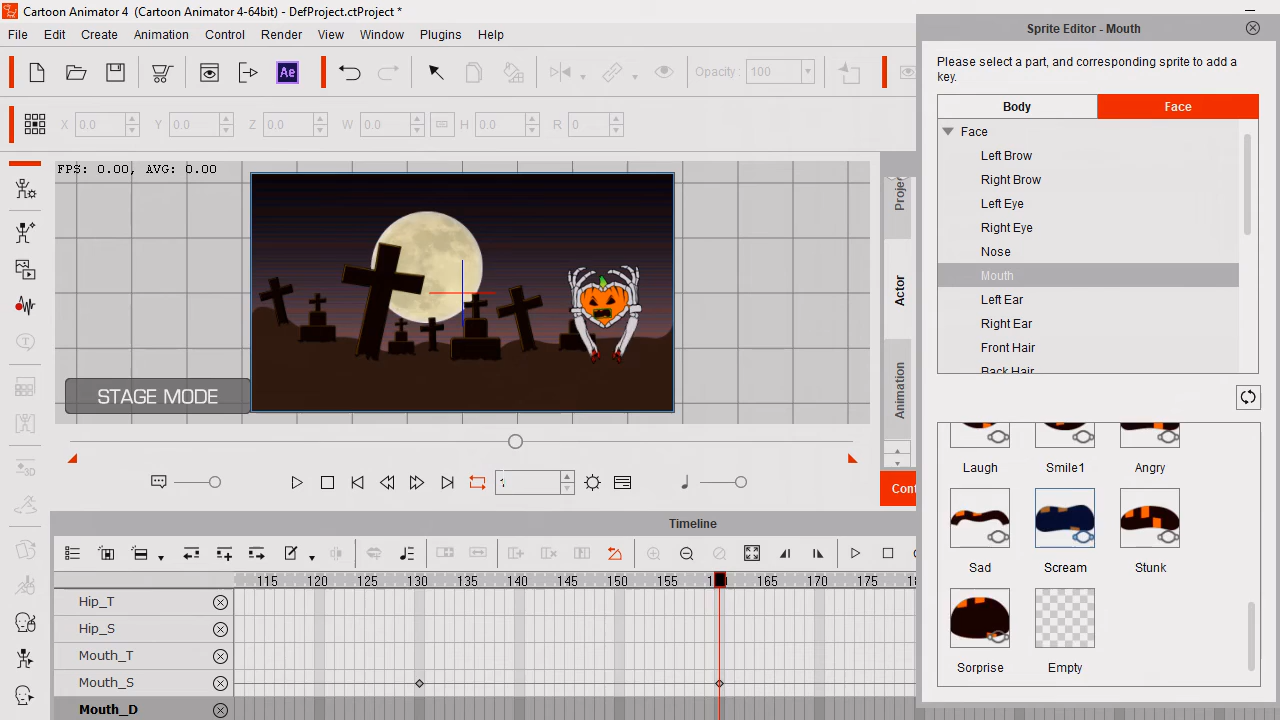 Cartoon Animator 4 (Cartoon Animator 4-64bit) - DefProject.ctProject *
File Edit Create Animation Control Render View Window Plugins Help
Ae
Opacity : 100
X 0.0 Y 0.0 Z 0.0 W 0.0 H 0.0 R 0
FPS: 0.00, AVG: 0.00
STAGE MODE
Actor
Animation
Timeline
115 120 125 130 135 140 145 150 155 165 170 175
Hip_T
Hip_S
Mouth_T
Mouth_S
Mouth_D
Sprite Editor - Mouth
Please select a part, and corresponding sprite to add a
key.
Body Face
Face
Left Brow
Right Brow
Left Eye
Right Eye
Nose
Mouth
Left Ear
Right Ear
Front Hair
Back Hair
Laugh Smile1 Angry
Sad Scream Stunk
Sorprise Empty